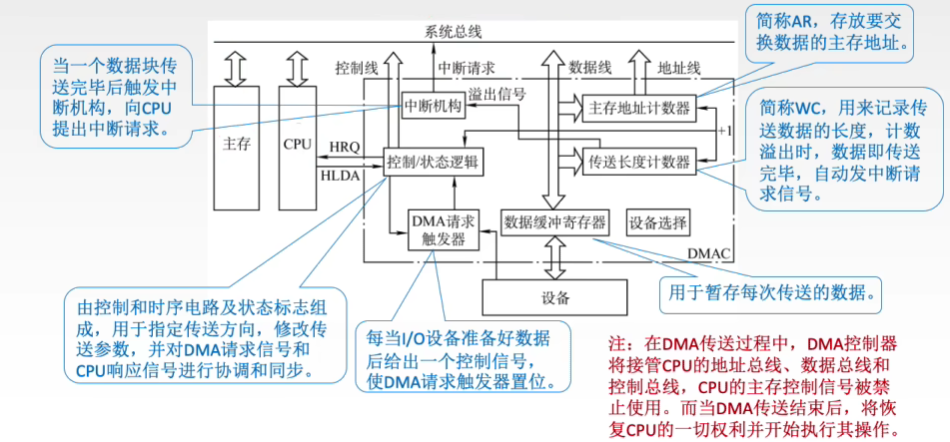 系统总线
简称AR，存放要交
换数据的主存地址。
当一个数据块传
送完毕后触发中
断机构，向CPU
提出中断请求。
控制线
中断请求
数据线
地址线
溢出信号
中断机构
主存地址计数器
简称WC，用来记录传
送数据的长度，计数
溢出时，数据即传送
完毕，自动发中断请
求信号。
主存
CPU
+1
HRQ
HLDA
控制/状态逻辑
传送长度计数器
DMA请求
触发器
数据缓冲寄存器
设备选择
DMAC
设备
用于暂存每次传送的数据。
由控制和时序电路及状态标志组
成，用于指定传送方向，修改传
送参数，并对DMA请求信号和
CPU响应信号进行协调和同步。
每当I/O设备准备好数据
后给出一个控制信号，
使DMA请求触发器置位。
注：在DMA传送过程中，DMA控制器
将接管CPU的地址总线、数据总线和
控制总线，CPU的主存控制信号被禁
止使用。而当DMA传送结束后，将恢
复CPU的一切权利并开始执行其操作。